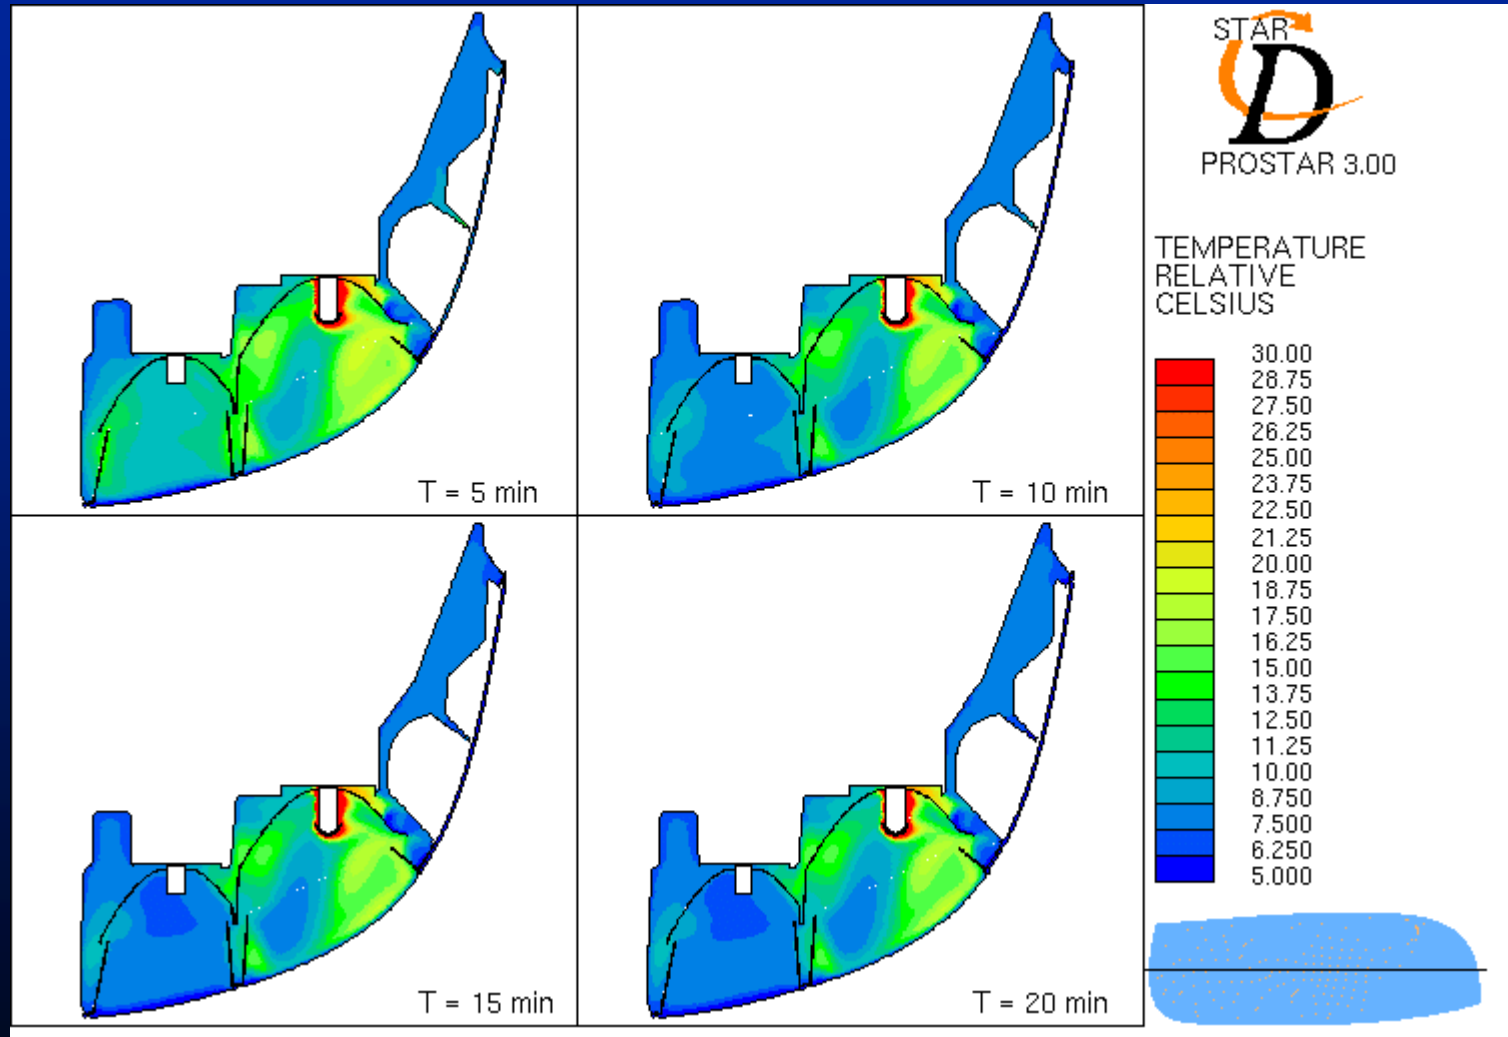 STAR
D
PROSTAR 3.00
TEMPERATURE
RELATIVE
CELSIUS
30.00
28.75
27.50
26.25
25.00
23.75
22.50
21.25
20.00
18.75
17.50
16.25
15.00
13.75
12.50
11.25
10.00
8.750
7.500
6.250
5.000
T = 5 min
T = 10 min
T = 15 min
T = 20 min